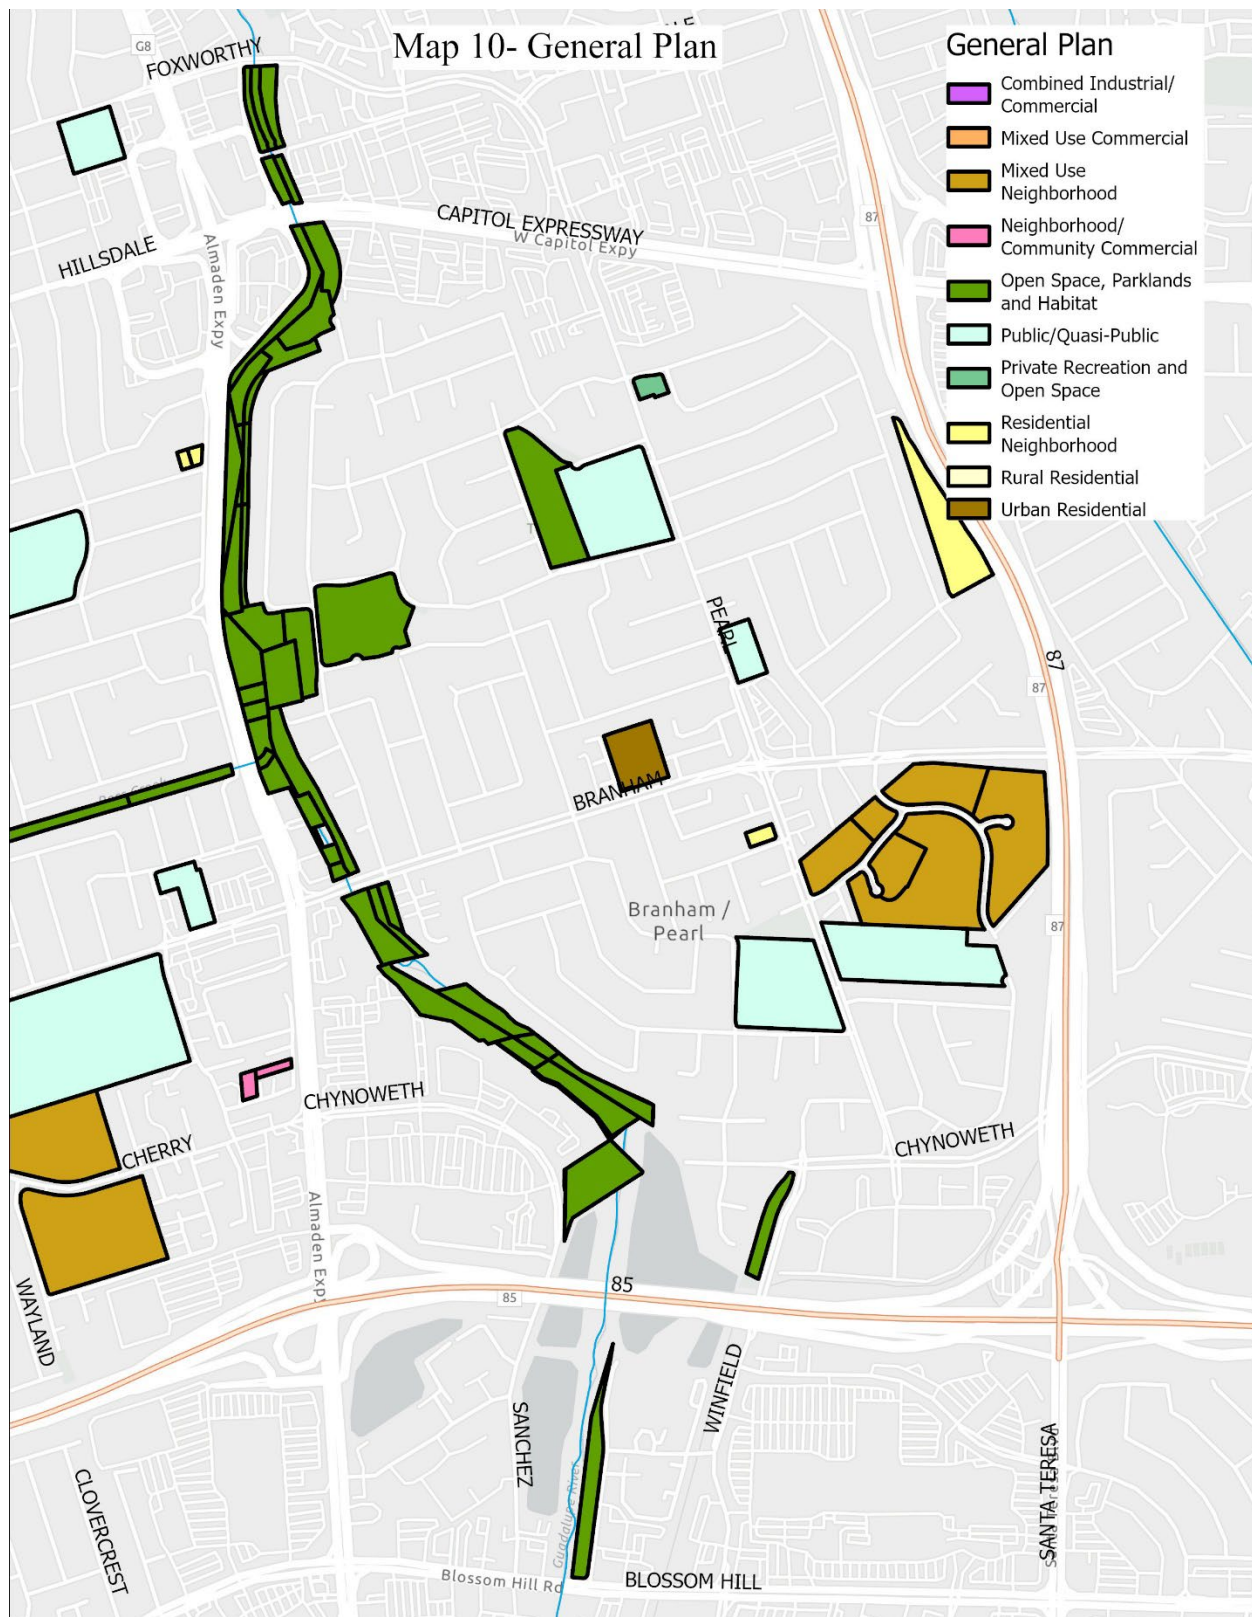 Map 10- General Plan
General Plan
Combined Industrial/
Commercial
Mixed Use Commercial
Mixed Use
Neighborhood
Neighborhood/
Community Commercial
Open Space, Parklands
and Habitat
Public/Quasi-Public
Private Recreation and
Open Space
Residential
Neighborhood
Rural Residential
Urban Residential
G8
FOXWORTHY
CAPITOL EXPRESSWAY
W Capitol Expy
87
HILLSDALE
Almaden Expy
PEARL
87
87
BRANHAM
Branham /
Pearl
87
CHYNOWETH
CHERRY
CHYNOWETH
Almaden Expy
WAYLAND
85
85
SANCHEZ
WINFIELD
SANTA TERESA
CLOVERCREST
Guadalupe River
Blossom Hill Rd
BLOSSOM HILL